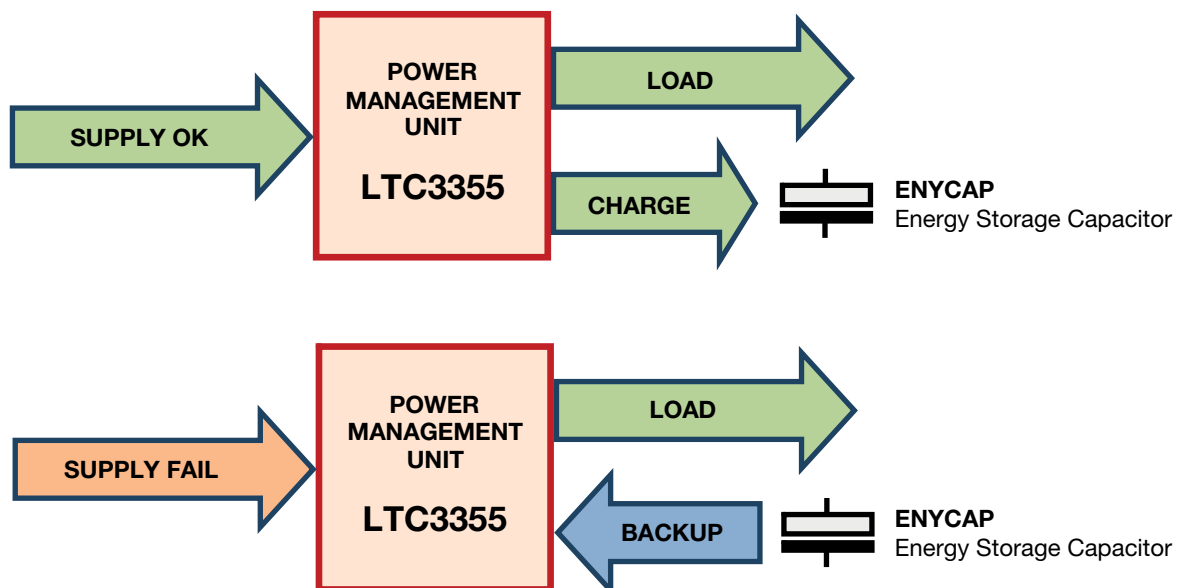 SUPPLY OK
POWER
MANAGEMENT
UNIT
LTC3355
LOAD
CHARGE
ENYCAP
Energy Storage Capacitor
SUPPLY FAIL
POWER
MANAGEMENT
UNIT
LTC3355
LOAD
BACKUP
ENYCAP
Energy Storage Capacitor